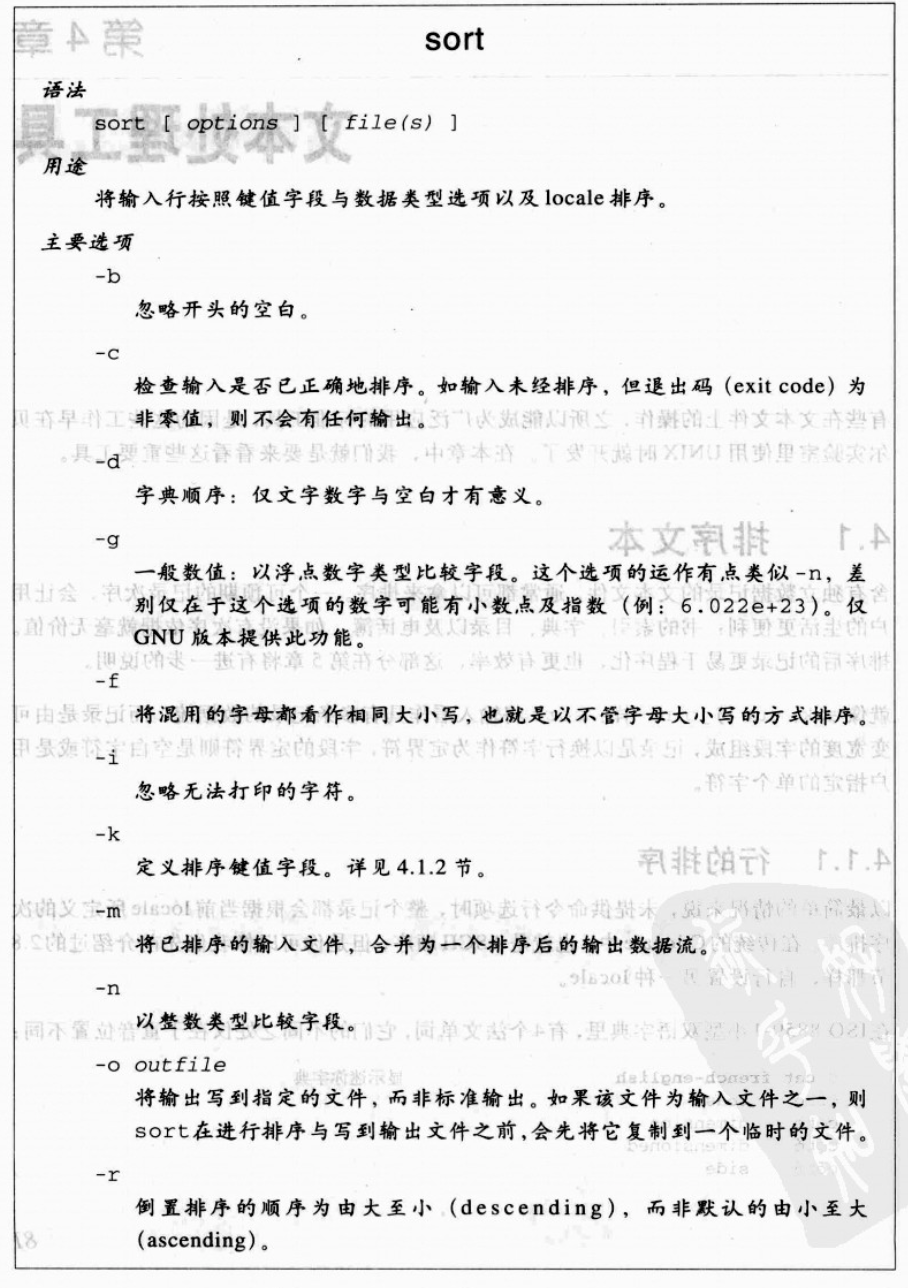 sort
语法
sort [ options ] [ file(s) ]
用途
将输入行按照键值字段与数据类型选项以及 locale 排序。
主要选项
-b
忽略开头的空白。
-c
检查输入是否已正确地排序。如输入未经排序，但退出码 (exit code) 为
非零值，则不会有任何输出。
-d
字典顺序：仅文字数字与空白才有意义。
-g
一般数值：以浮点数字类型比较字段。这个选项的运作有点类似 -n，差
别仅在于这个选项的数字可能有小数点及指数（例：6.022e+23）。仅
GNU 版本提供此功能。
-f
将混用的字母都看作相同大小写，也就是以不管字母大小写的方式排序。
-i
忽略无法打印的字符。
-k
定义排序键值字段。详见 4.1.2 节。
-m
将已排序的输入文件，合并为一个排序后的输出数据流。
-n
以整数类型比较字段。
-o outfile
将输出写到指定的文件，而非标准输出。如果该文件为输入文件之一，则
sort在进行排序与写到输出文件之前，会先将它复制到一个临时的文件。
-r
倒置排序的顺序为由大至小 (descending)，而非默认的由小至大
(ascending)。